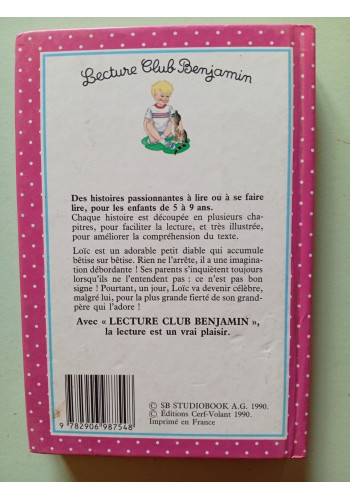 Lecture Club Benjamin
Des histoires passionnantes à lire ou à se faire
lire, pour les enfants de 5 à 9 ans.
Chaque histoire est découpée en plusieurs cha-
pitres, pour faciliter la lecture, et très illustrée,
pour améliorer la compréhension du texte.
Loïc est un adorable petit diable qui accumule
bêtise sur bêtise. Rien ne l'arrête, il a une imagina-
tion débordante ! Ses parents s'inquiètent toujours
lorsqu'ils ne l'entendent pas : ce n'est pas bon
signe ! Pourtant, un jour, Loïc va devenir célèbre,
malgré lui, pour la plus grande fierté de son grand-
père qui l'adore !
Avec « LECTURE CLUB BENJAMIN »,
la lecture est un vrai plaisir.
© SB STUDIOBOOK A.G. 1990.
© Éditions Cerf-Volant 1990.
Imprimé en France
9 782906 987548